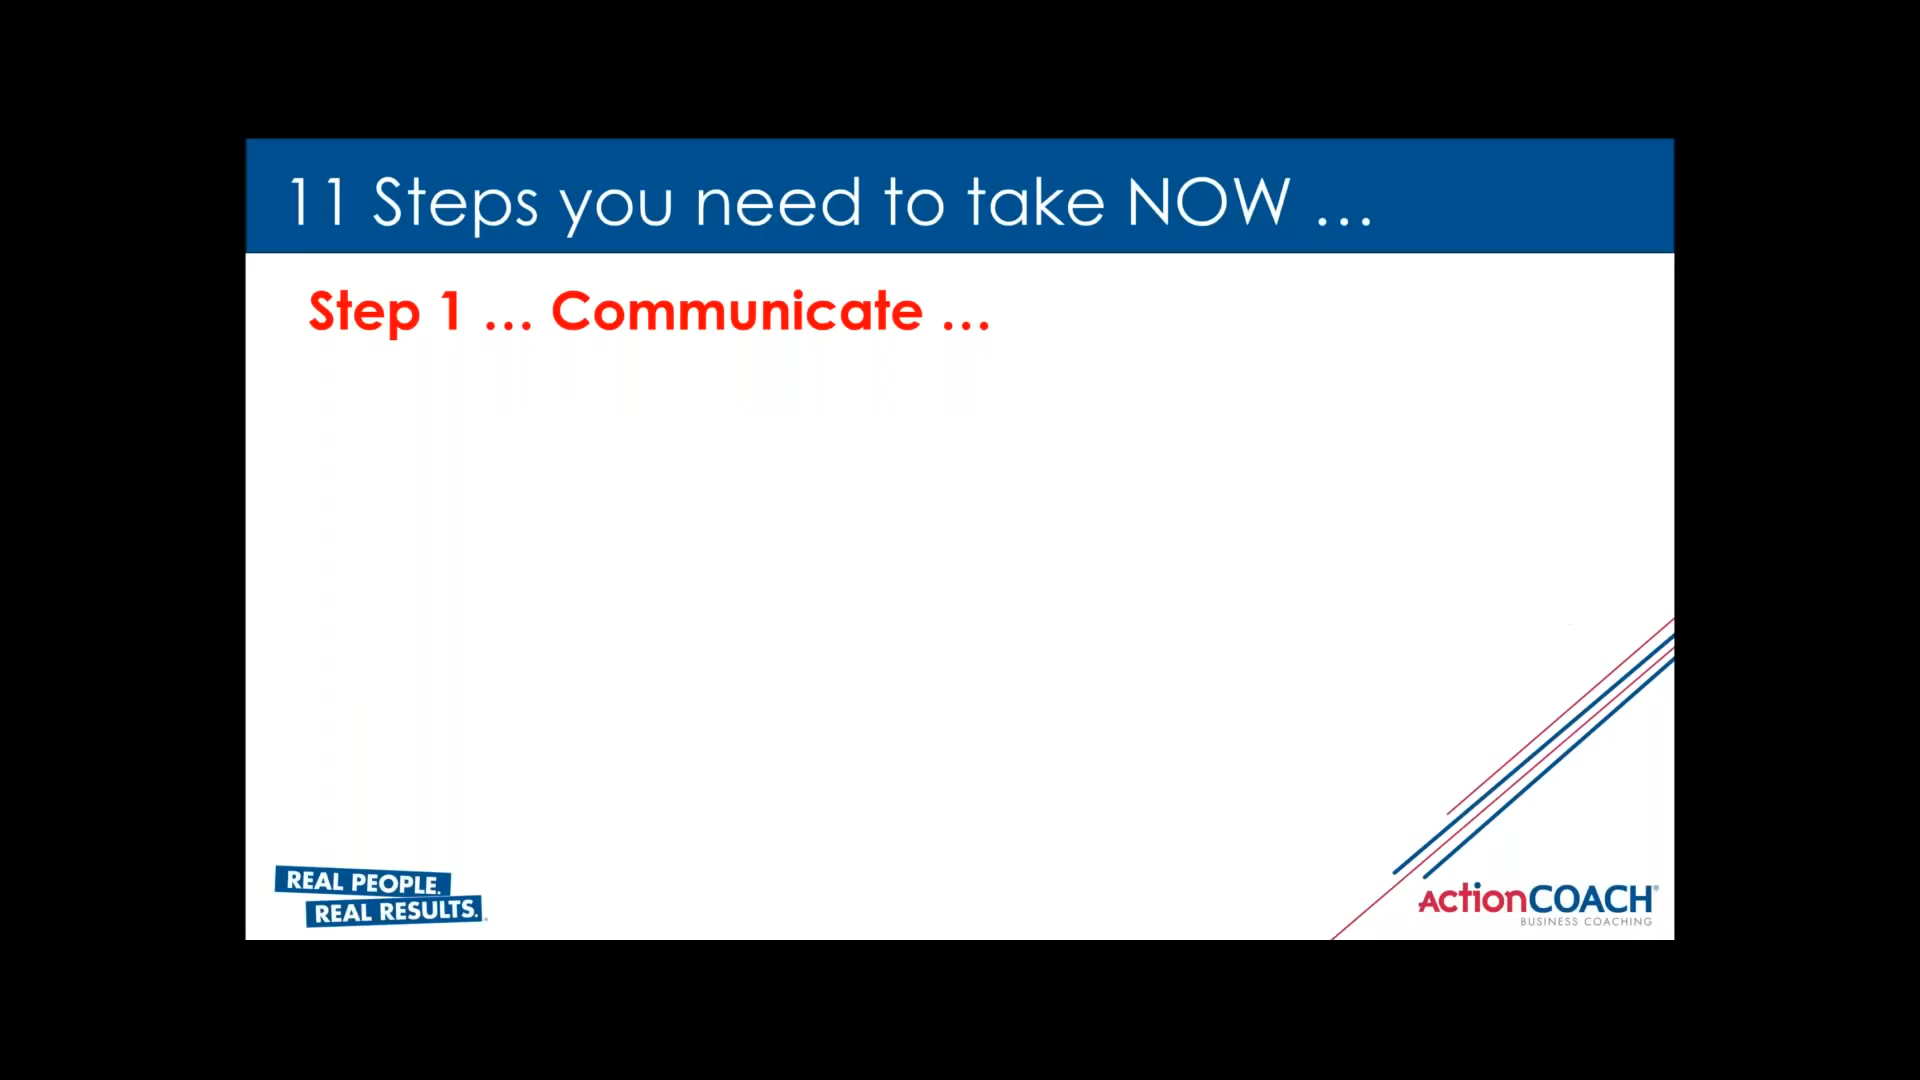 11 Steps you need to take NOW ...
Step 1 ... Communicate ...
REAL PEOPLE.
REAL RESULTS.
ActionCOACH®
BUSINESS COACHING